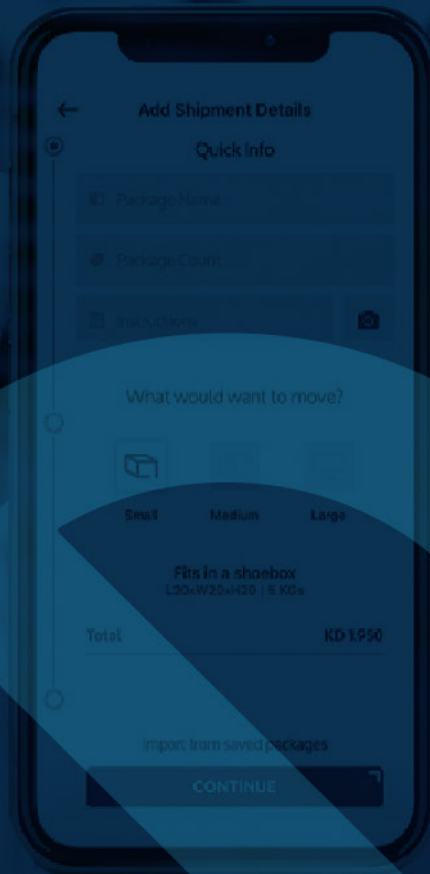 Add Shipment Details
Quick Info
Package Name
Package Count
Instructions
What would want to move?
Small
Medium
Large
Fits in a shoebox
L20xW20xH20 | 5 KGs
Total
KD 1.950
Import from saved packages
CONTINUE